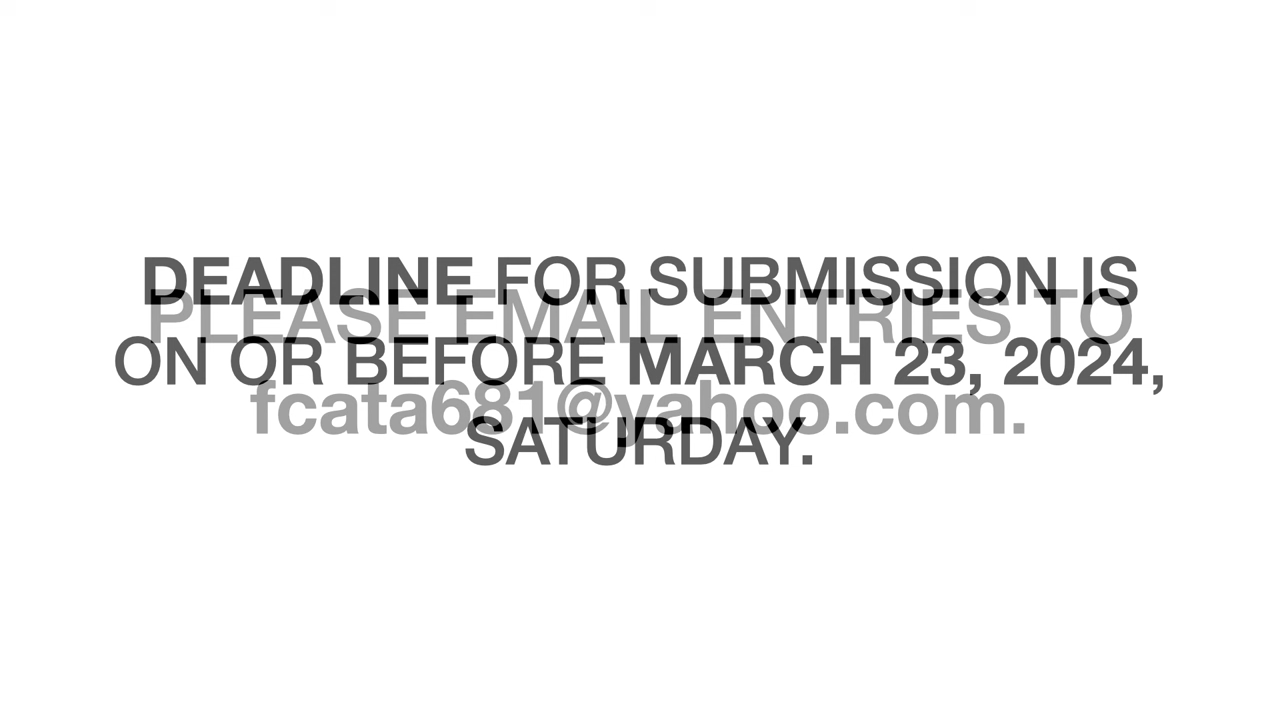 DEADLINE FOR SUBMISSION IS
ON OR BEFORE MARCH 23, 2024,
SATURDAY.
PLEASE EMAIL ENTRIES TO
fcata681@yahoo.com.